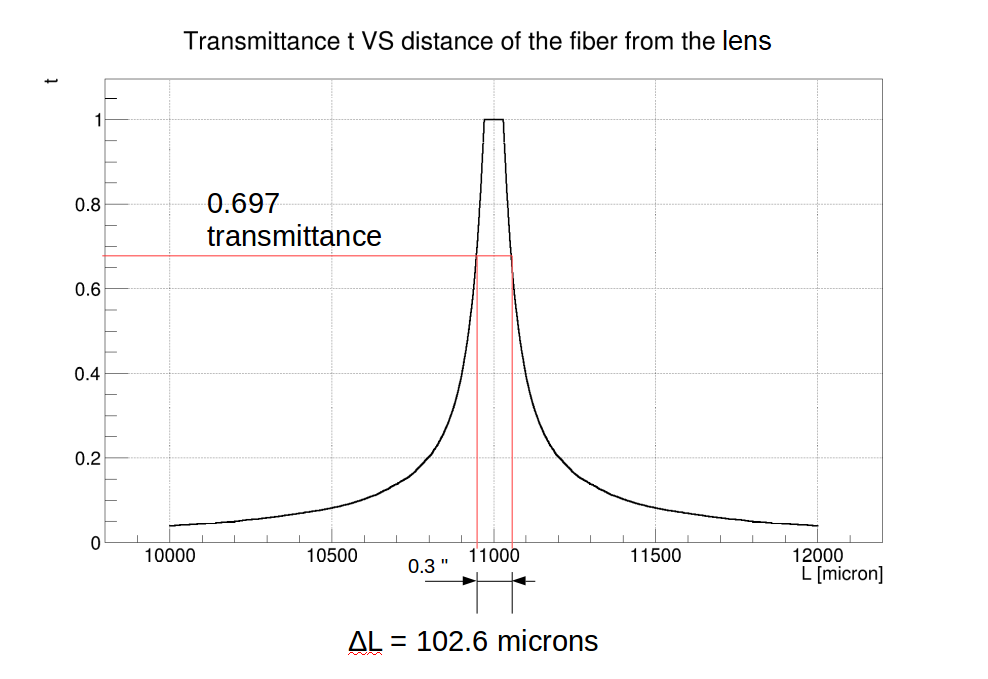 Transmittance t VS distance of the fiber from the lens
t
1
0.697
0.8
transmittance
0.6
0.4
0.2
0
10000 10500 11000 11500 12000
0.3 "
L [micron]
ΔL = 102.6 microns